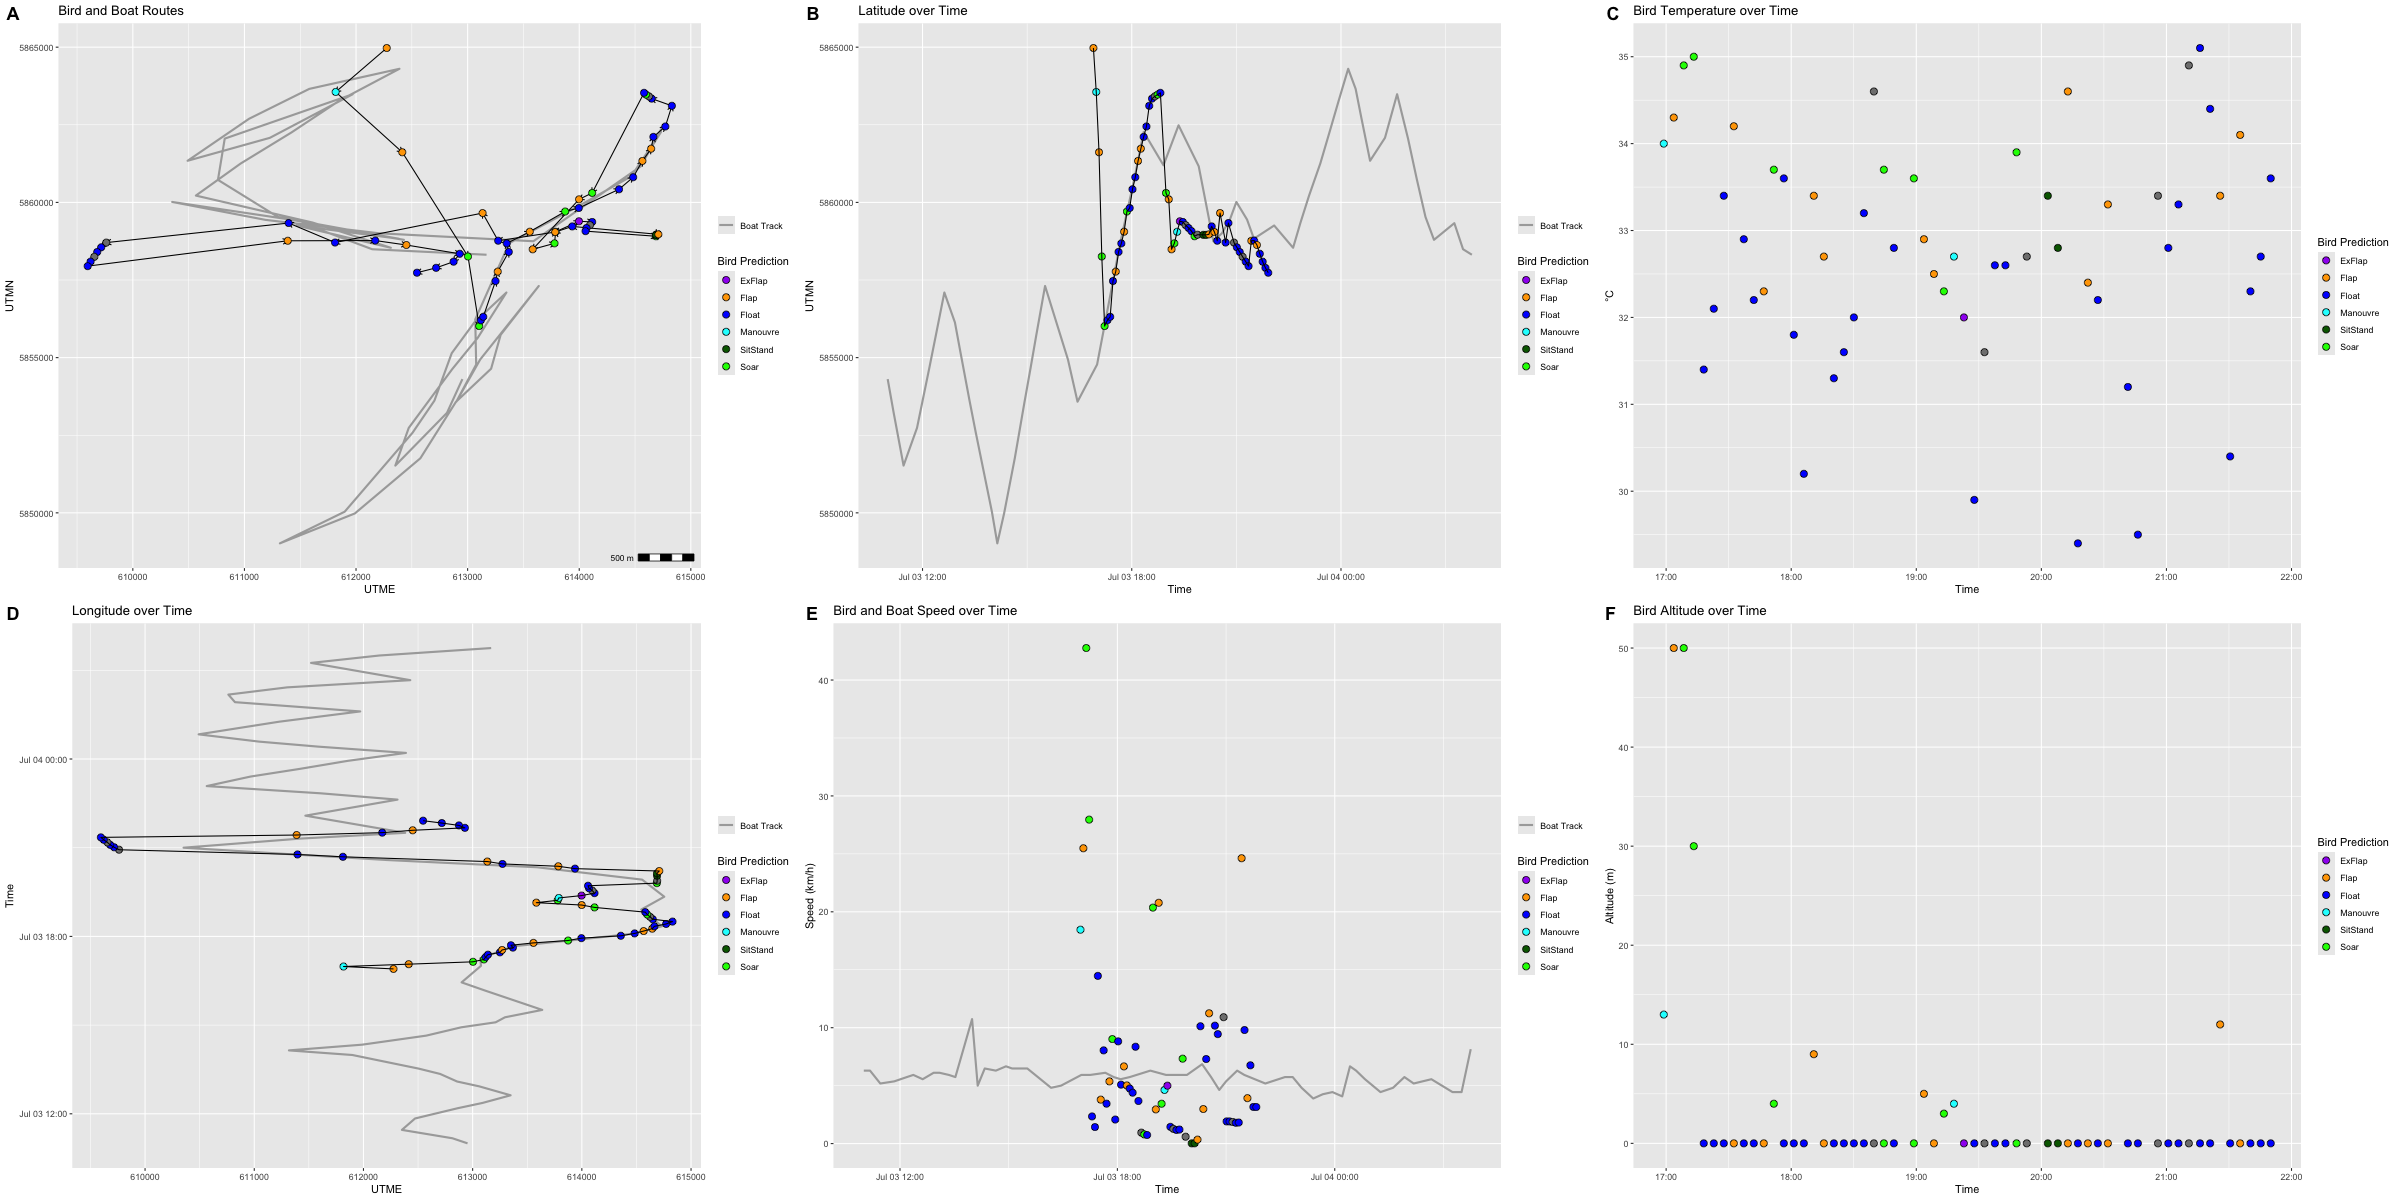 A Bird and Boat Routes
5865000
5860000
5855000
5850000
UTMN
610000 611000 612000 613000 614000 615000
UTME
500 m
Boat Track
Bird Prediction
ExFlap
Flap
Float
Manouvre
SitStand
Soar
B Latitude over Time
5865000
5860000
5855000
5850000
UTMN
Jul 03 12:00 Jul 03 18:00 Jul 04 00:00
Time
Boat Track
Bird Prediction
ExFlap
Flap
Float
Manouvre
SitStand
Soar
C Bird Temperature over Time
35
34
33
32
31
30
°C
17:00 18:00 19:00 20:00 21:00 22:00
Time
Bird Prediction
ExFlap
Flap
Float
Manouvre
SitStand
Soar
D Longitude over Time
Jul 04 00:00
Jul 03 18:00
Jul 03 12:00
Time
610000 611000 612000 613000 614000 615000
UTME
Boat Track
Bird Prediction
ExFlap
Flap
Float
Manouvre
SitStand
Soar
E Bird and Boat Speed over Time
40
30
20
10
0
Speed (km/h)
Jul 03 12:00 Jul 03 18:00 Jul 04 00:00
Time
Boat Track
Bird Prediction
ExFlap
Flap
Float
Manouvre
SitStand
Soar
F Bird Altitude over Time
50
40
30
20
10
0
Altitude (m)
17:00 18:00 19:00 20:00 21:00 22:00
Time
Bird Prediction
ExFlap
Flap
Float
Manouvre
SitStand
Soar